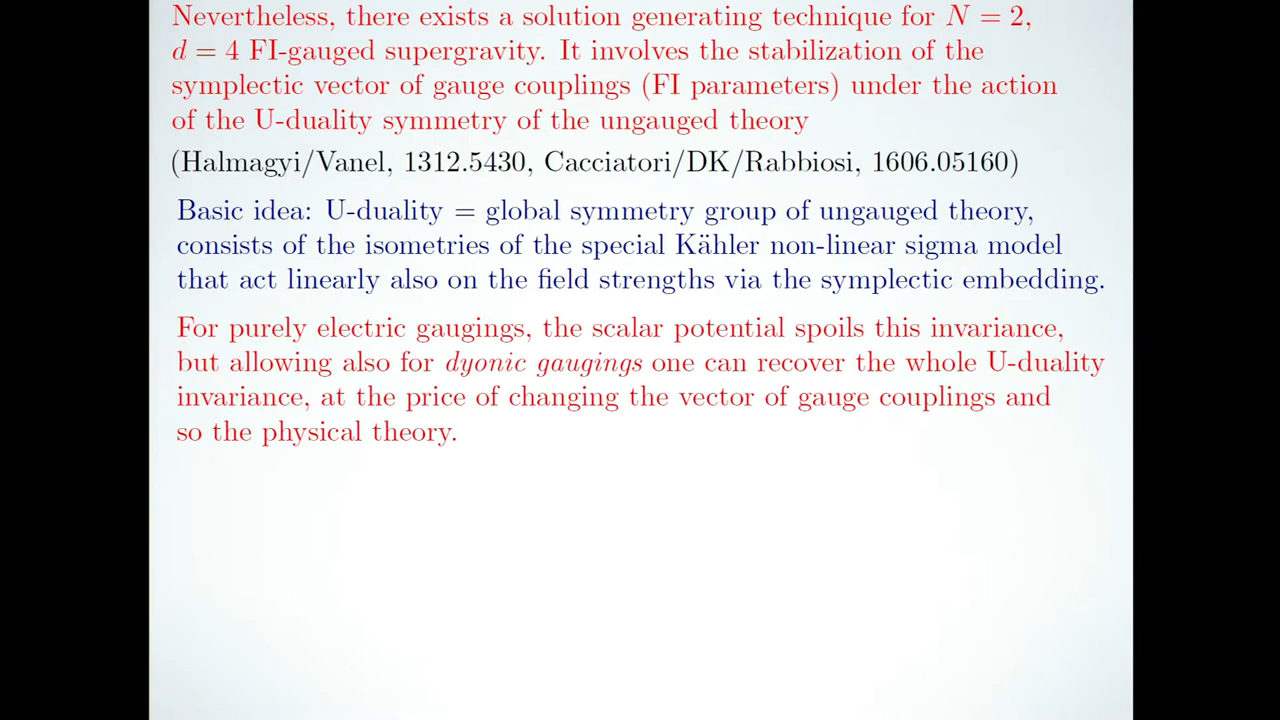 Nevertheless, there exists a solution generating technique for N = 2,
d = 4 FI-gauged supergravity. It involves the stabilization of the
symplectic vector of gauge couplings (FI parameters) under the action
of the U-duality symmetry of the ungauged theory
(Halmagyi/Vanel, 1312.5430, Cacciatori/DK/Rabbiosi, 1606.05160)
Basic idea: U-duality = global symmetry group of ungauged theory,
consists of the isometries of the special Kähler non-linear sigma model
that act linearly also on the field strengths via the symplectic embedding.
For purely electric gaugings, the scalar potential spoils this invariance,
but allowing also for dyonic gaugings one can recover the whole U-duality
invariance, at the price of changing the vector of gauge couplings and
so the physical theory.